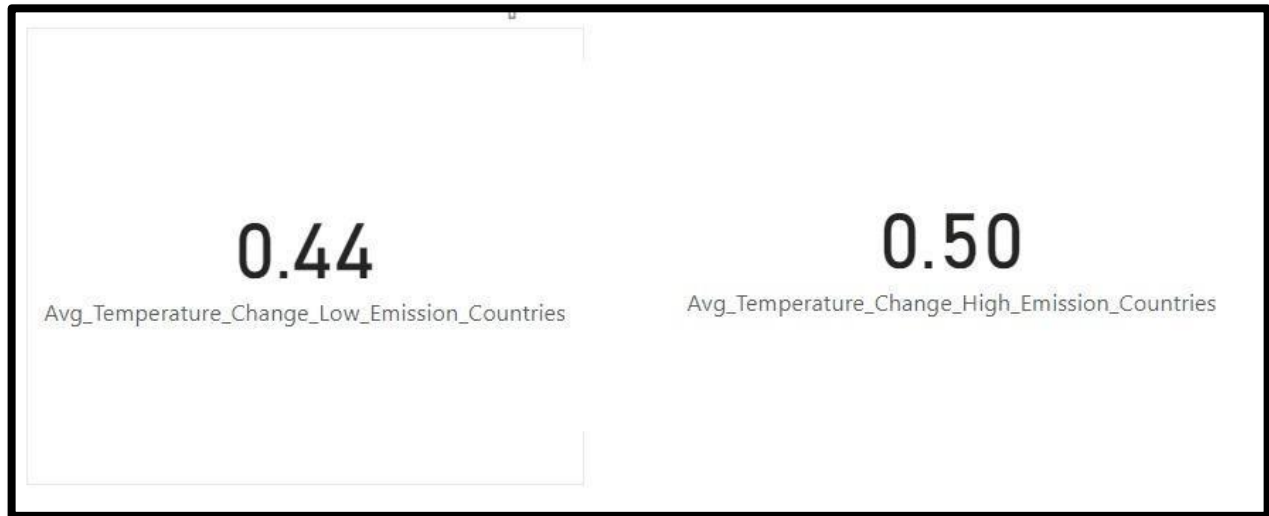 0.44
Avg_Temperature_Change_Low_Emission_Countries
0.50
Avg_Temperature_Change_High_Emission_Countries